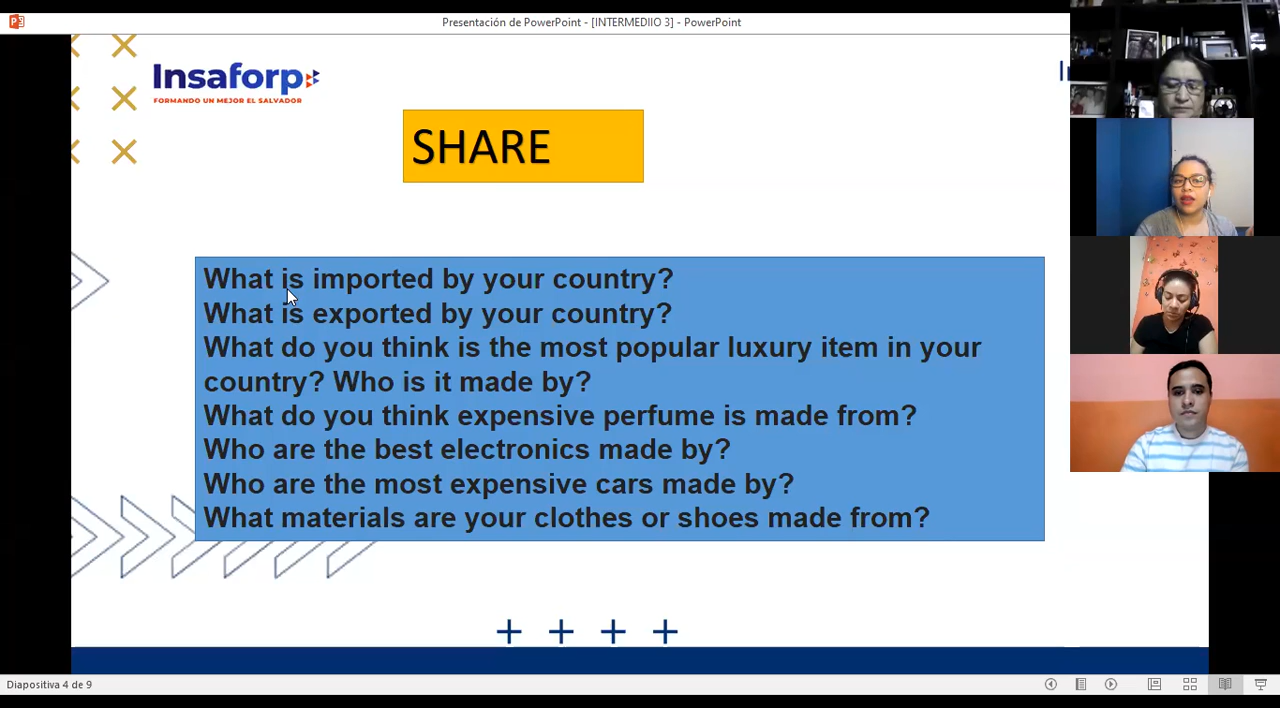 Presentación de PowerPoint - [INTERMEDIIO 3] - PowerPoint
Insaforp
FORMANDO UN MEJOR EL SALVADOR
SHARE
What is imported by your country?
What is exported by your country?
What do you think is the most popular luxury item in your
country? Who is it made by?
What do you think expensive perfume is made from?
Who are the best electronics made by?
Who are the most expensive cars made by?
What materials are your clothes or shoes made from?
Diapositiva 4 de 9